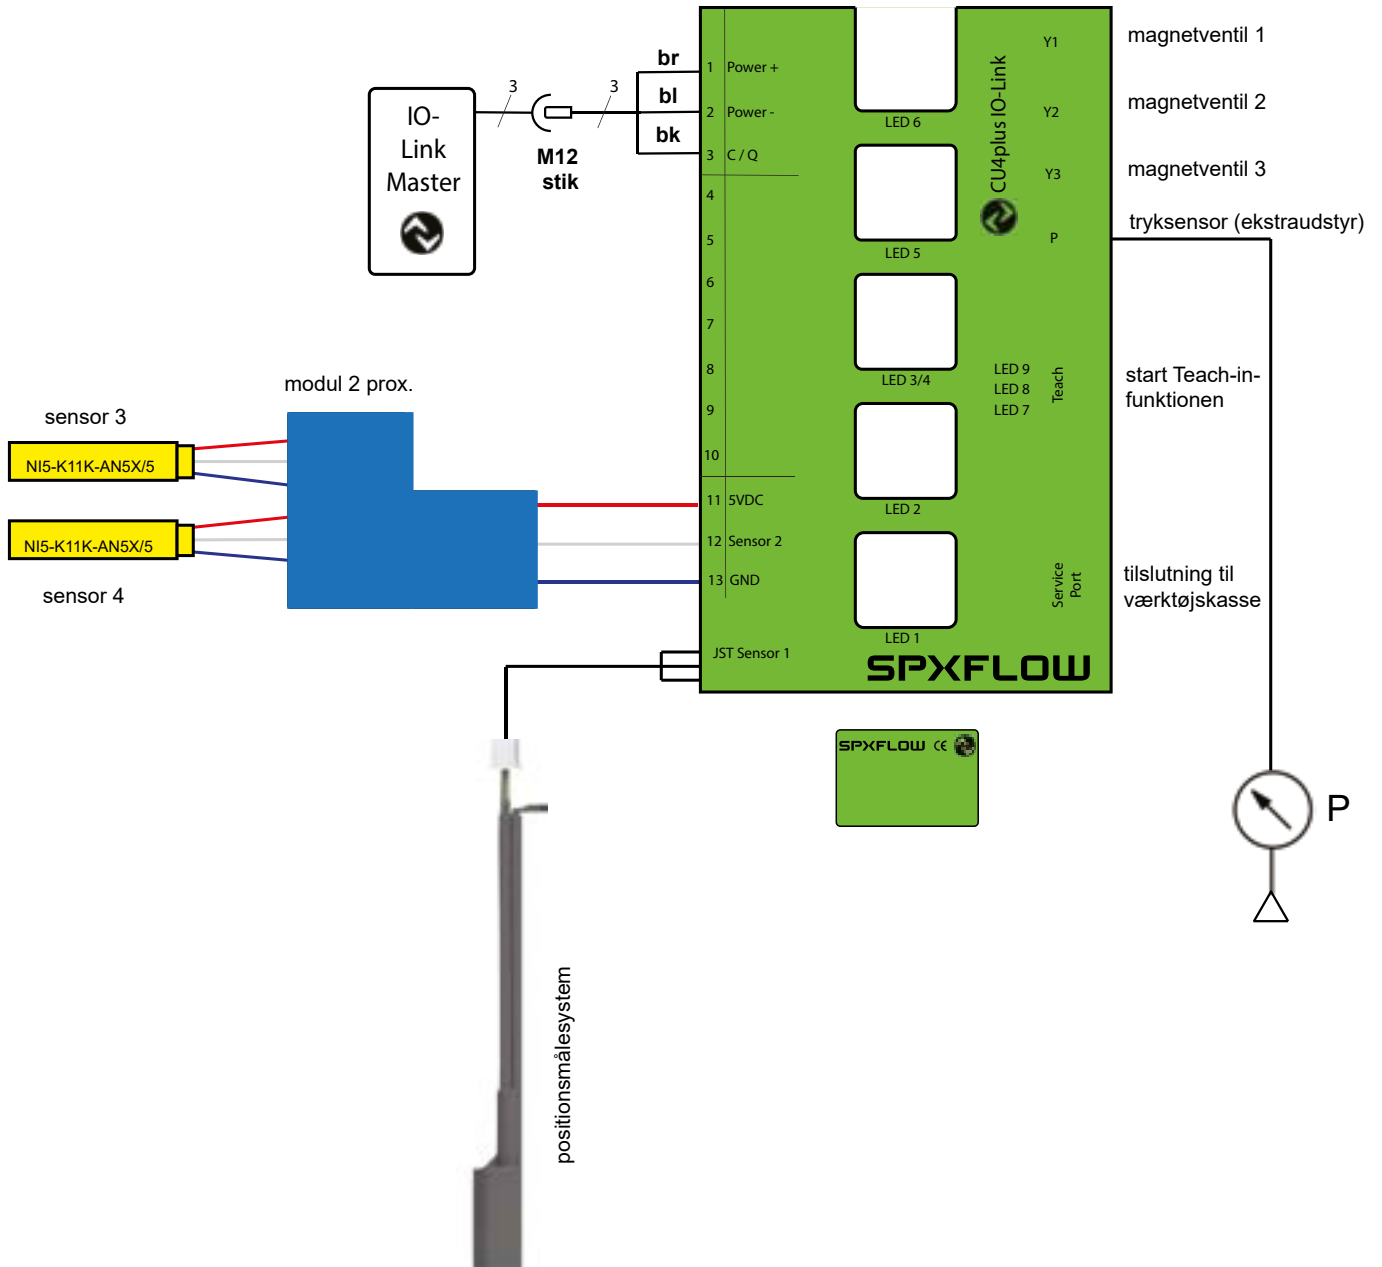 IO-
Link
Master
3
3
M12
stik
br
bl
bk
1 Power +
2 Power -
3 C / Q
4
5
6
7
8
9
10
11 5VDC
12 Sensor 2
13 GND
JST Sensor 1
LED 6
LED 5
LED 3/4
LED 2
LED 1
CU4plus IO-Link
Y1
Y2
Y3
P
LED 9
LED 8
LED 7
Teach
Service
Port
SPXFLOW
magnetventil 1
magnetventil 2
magnetventil 3
tryksensor (ekstraudstyr)
start Teach-in-
funktionen
tilslutning til
værktøjskasse
modul 2 prox.
sensor 3
NI5-K11K-AN5X/5
NI5-K11K-AN5X/5
sensor 4
SPXFLOW CE
P
positionsmålesystem